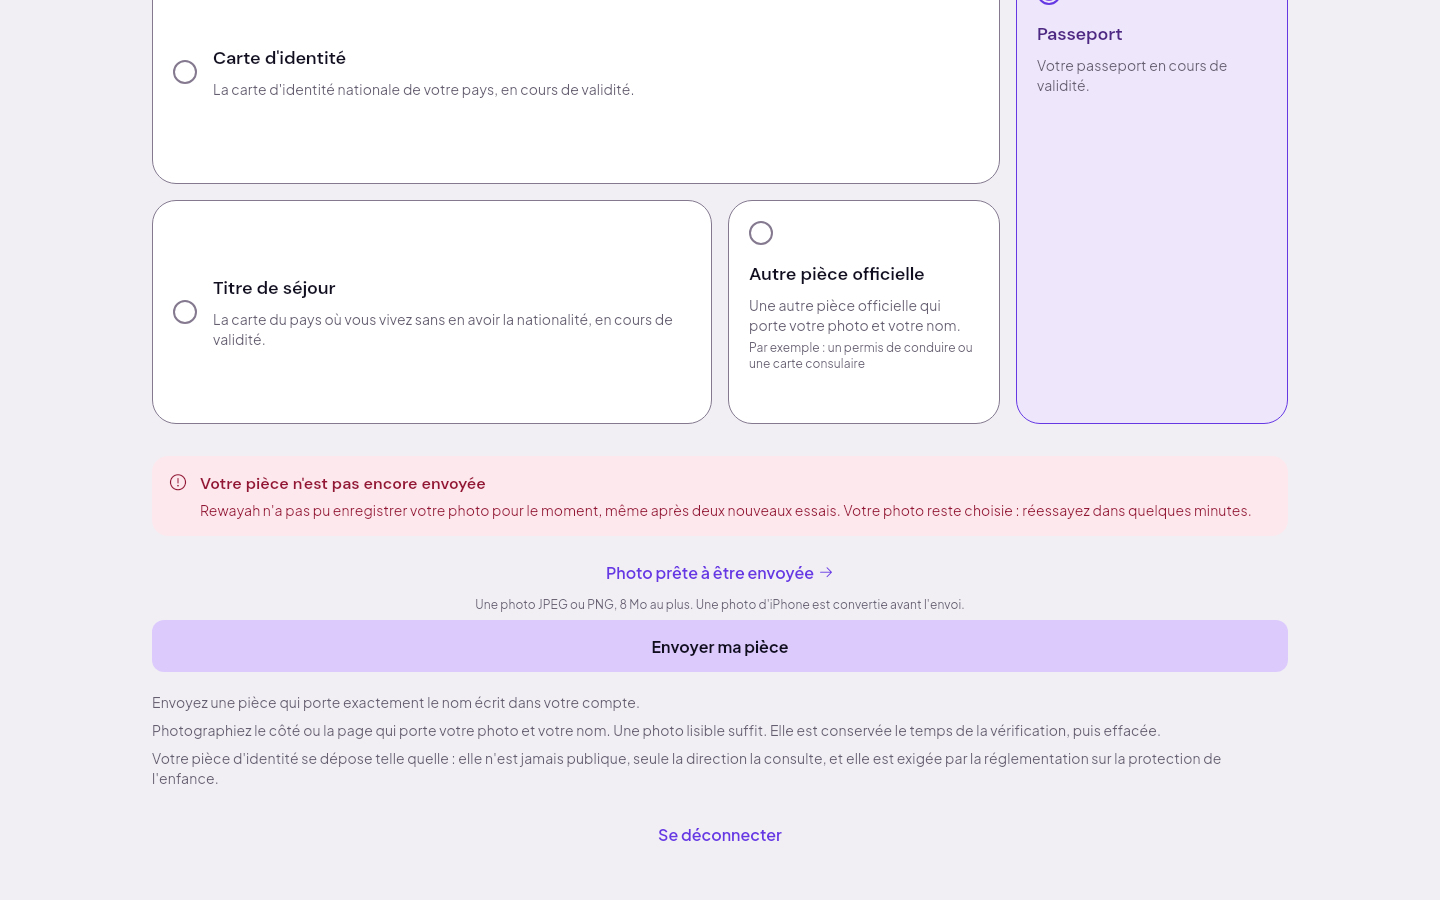 Carte d'identité
La carte d'identité nationale de votre pays, en cours de validité.
Passeport
Votre passeport en cours de
validité.
Titre de séjour
La carte du pays où vous vivez sans en avoir la nationalité, en cours de
validité.
Autre pièce officielle
Une autre pièce officielle qui
porte votre photo et votre nom.
Par exemple : un permis de conduire ou
une carte consulaire
Votre pièce n'est pas encore envoyée
Rewayah n'a pas pu enregistrer votre photo pour le moment, même après deux nouveaux essais. Votre photo reste choisie : réessayez dans quelques minutes.
Photo prête à être envoyée →
Une photo JPEG ou PNG, 8 Mo au plus. Une photo d'iPhone est convertie avant l'envoi.
Envoyer ma pièce
Envoyez une pièce qui porte exactement le nom écrit dans votre compte.
Photographiez le côté ou la page qui porte votre photo et votre nom. Une photo lisible suffit. Elle est conservée le temps de la vérification, puis effacée.
Votre pièce d'identité se dépose telle quelle : elle n'est jamais publique, seule la direction la consulte, et elle est exigée par la réglementation sur la protection de
l'enfance.
Se déconnecter